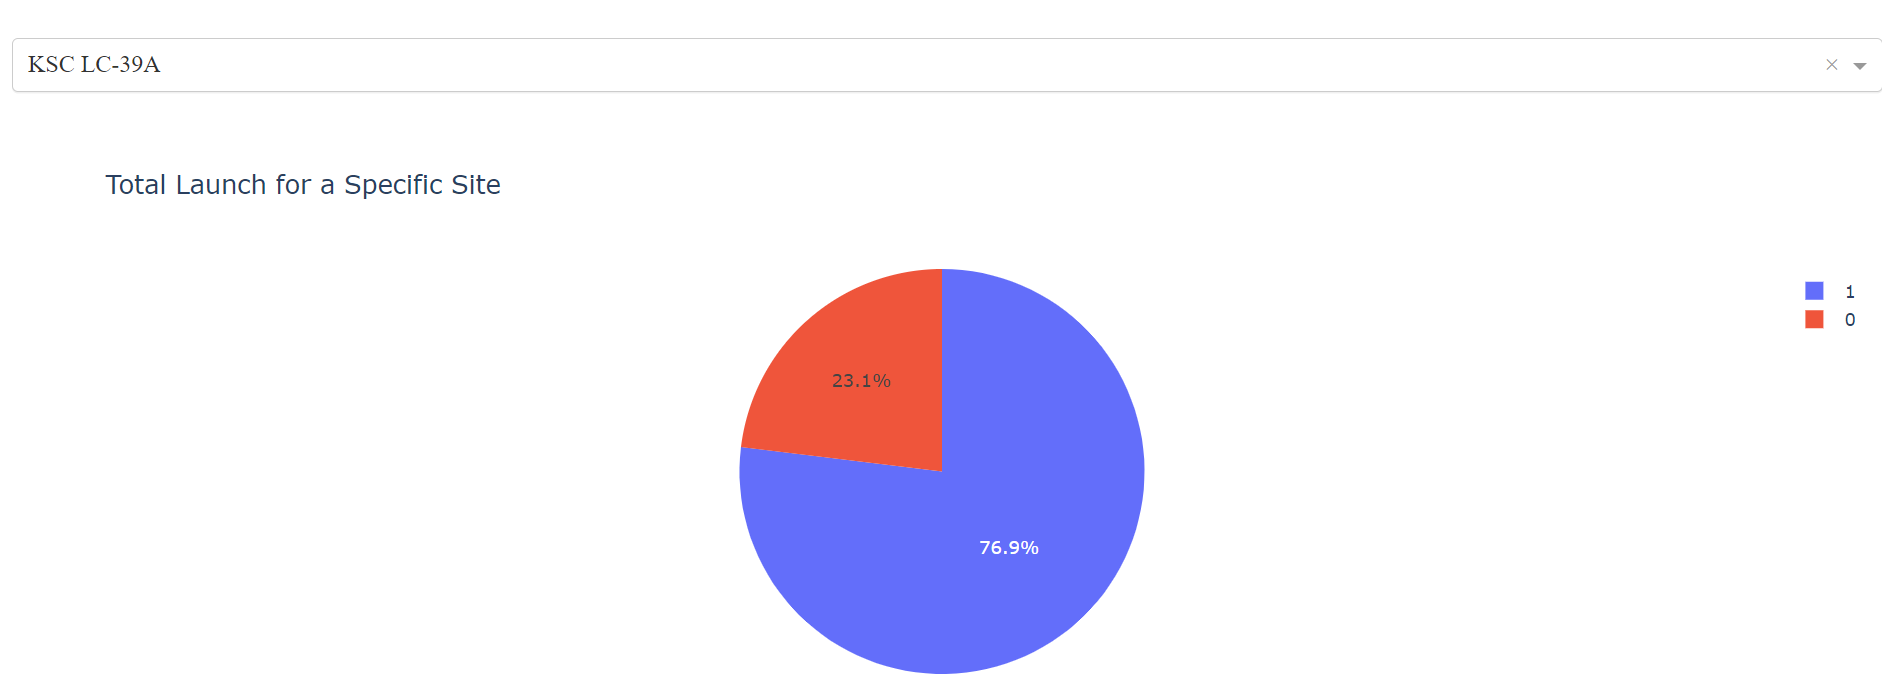 KSC LC-39A
Total Launch for a Specific Site
1
0
23.1%
76.9%